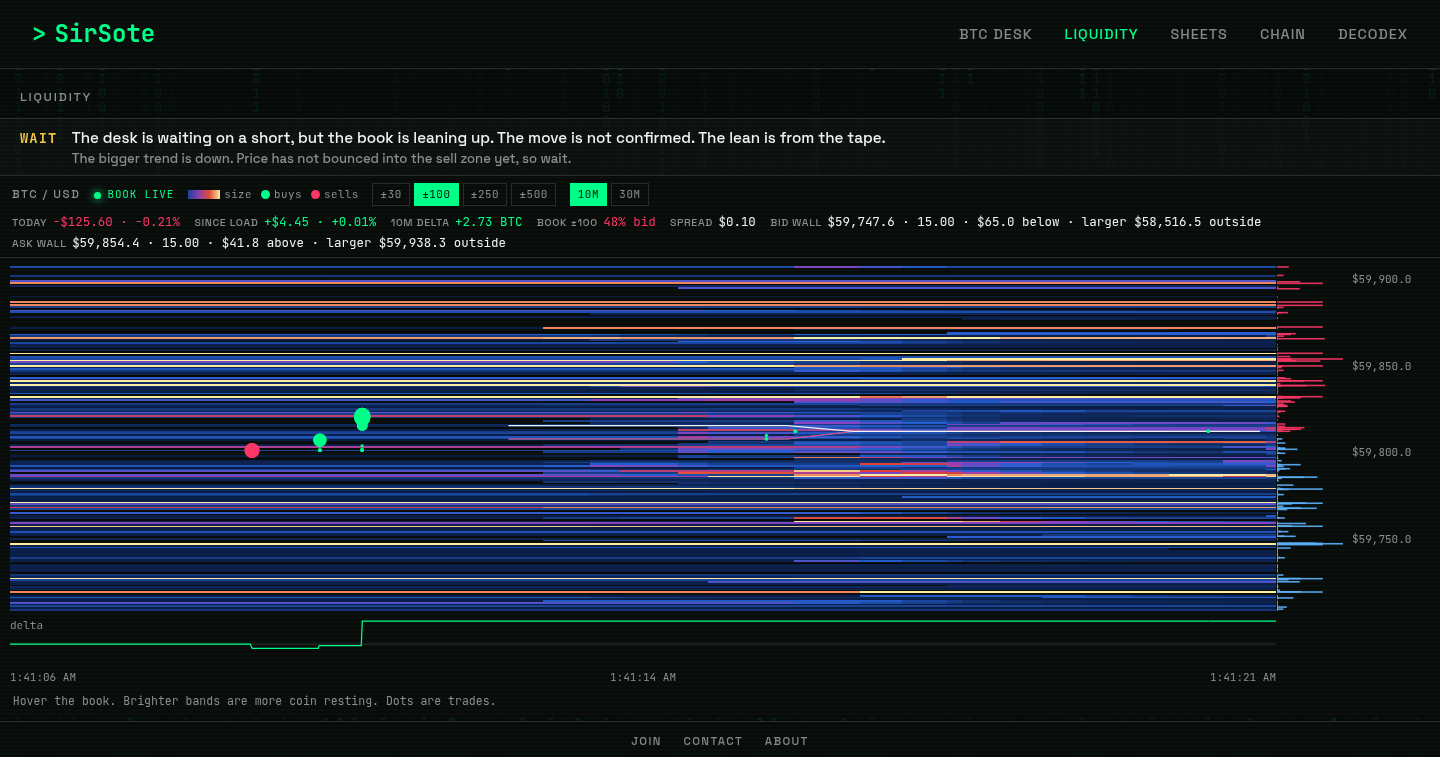 > SirSote
BTC DESK LIQUIDITY SHEETS CHAIN DECODEX
LIQUIDITY
WAIT The desk is waiting on a short, but the book is leaning up. The move is not confirmed. The lean is from the tape.
The bigger trend is down. Price has not bounced into the sell zone yet, so wait.
BTC / USD BOOK LIVE size buys sells ±30 ±100 ±250 ±500 10M 30M
TODAY -$125.60 · -0.21% SINCE LOAD +$4.45 · +0.01% 10M DELTA +2.73 BTC BOOK ±100 48% bid SPREAD $0.10 BID WALL $59,747.6 · 15.00 · $65.0 below · larger $58,516.5 outside
ASK WALL $59,854.4 · 15.00 · $41.8 above · larger $59,938.3 outside
$59,900.0
$59,850.0
$59,800.0
$59,750.0
delta
1:41:06 AM 1:41:14 AM 1:41:21 AM
Hover the book. Brighter bands are more coin resting. Dots are trades.
JOIN CONTACT ABOUT